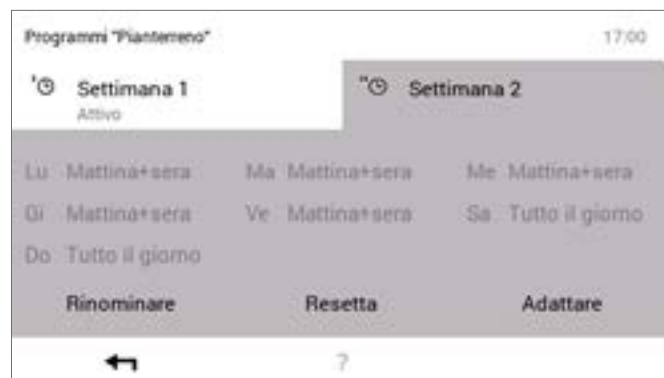 Programmi "Pianterreno" 17:00
Settimana 1 Settimana 2
Attivo
Lu Mattina+sera Ma Mattina+sera Me Mattina+sera
Gi Mattina+sera Ve Mattina+sera Sa Tutto il giorno
Do Tutto il giorno
Rinominare Resetta Adattare
?